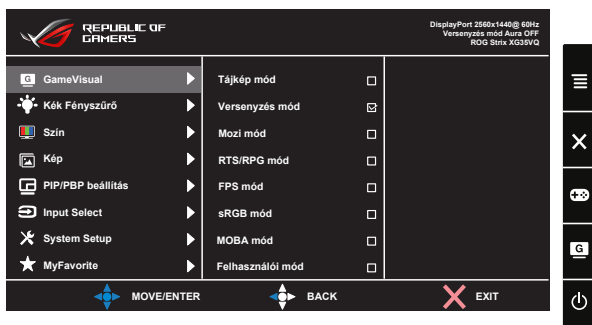 REPUBLIC OF
GAMERS
DisplayPort 2560x1440@ 60Hz
Versenyzés mód Aura OFF
ROG Strix XG35VQ
G GameVisual
Kék Fényszűrő
Szín
Kép
PIP/PBP beállítás
Input Select
System Setup
MyFavorite
Tájkép mód
Versenyzés mód
Mozi mód
RTS/RPG mód
FPS mód
sRGB mód
MOBA mód
Felhasználói mód
G
MOVE/ENTER
BACK
EXIT